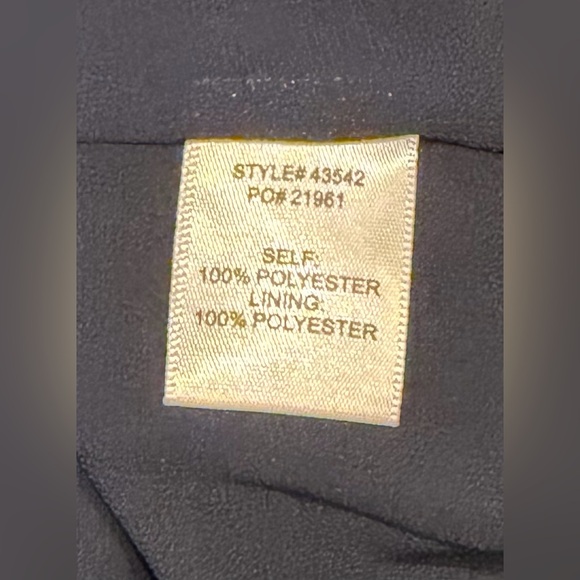 STYLE# 43542
PO# 21961
SELF:
100% POLYESTER
LINING:
100% POLYESTER